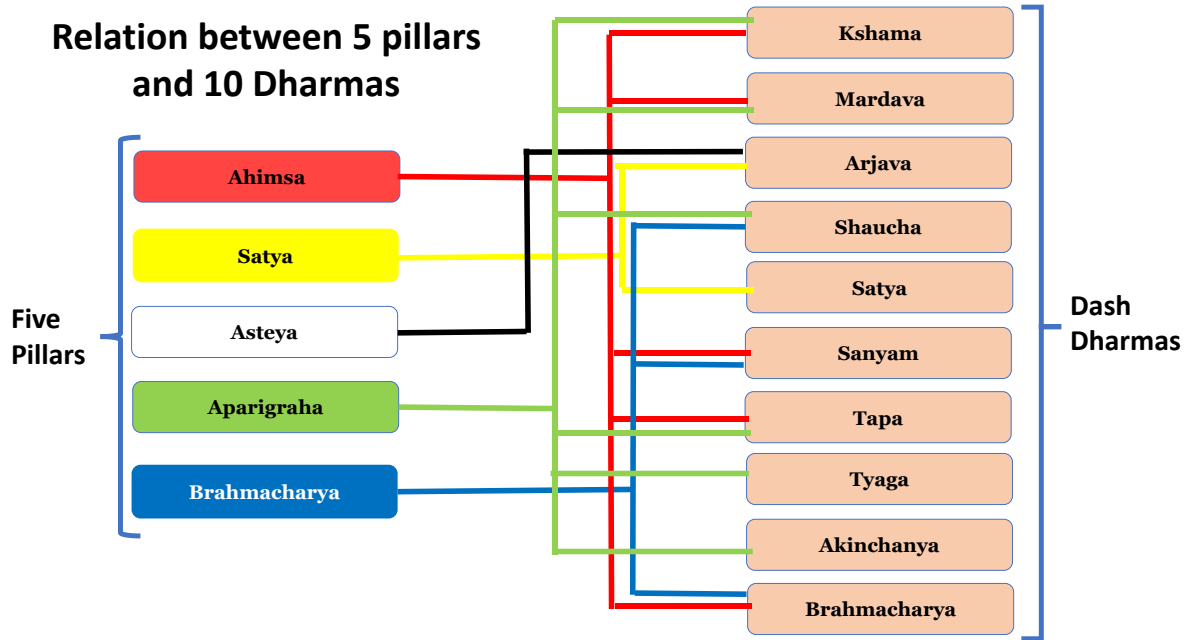 Relation between 5 pillars
and 10 Dharmas
Five
Pillars
Ahimsa
Satya
Asteya
Aparigraha
Brahmacharya
Kshama
Mardava
Arjava
Shaucha
Satya
Sanyam
Tapa
Tyaga
Akinchanya
Brahmacharya
Dash
Dharmas